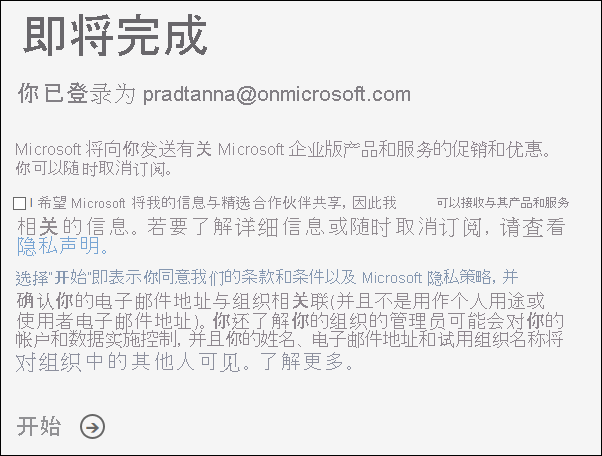 即将完成
你已登录为 pradtanna@onmicrosoft.com
Microsoft 将向你发送有关 Microsoft 企业版产品和服务的促销和优惠。
你可以随时取消订阅。
I 希望 Microsoft 将我的信息与精选合作伙伴共享, 因此我 可以接收与其产品和服务
相关的信息。若要了解详细信息或随时取消订阅, 请查看
隐私声明。
选择"开始"即表示你同意我们的条款和条件以及 Microsoft 隐私策略, 并
确认你的电子邮件地址与组织相关联(并且不是用作个人用途或
使用者电子邮件地址)。你还了解你的组织的管理员可能会对你的
帐户和数据实施控制, 并且你的姓名、电子邮件地址和试用组织名称将
对组织中的其他人可见。了解更多。
开始